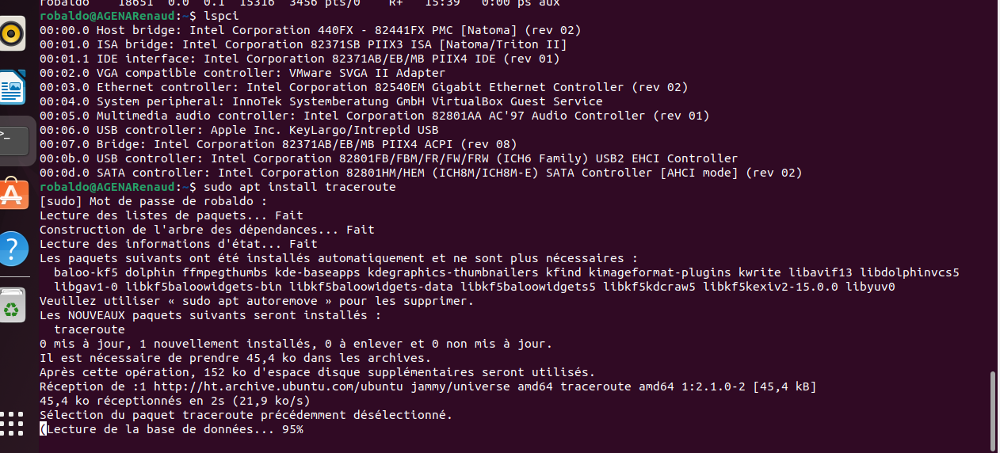 robaldo    18651  0.0  0.1  15316  3456 pts/0    R+   15:39   0:00 ps aux
robaldo@AGENARenaud:~$ lspci
00:00.0 Host bridge: Intel Corporation 440FX - 82441FX PMC [Natoma] (rev 02)
00:01.0 ISA bridge: Intel Corporation 82371SB PIIX3 ISA [Natoma/Triton II]
00:01.1 IDE interface: Intel Corporation 82371AB/EB/MB PIIX4 IDE (rev 01)
00:02.0 VGA compatible controller: VMware SVGA II Adapter
00:03.0 Ethernet controller: Intel Corporation 82540EM Gigabit Ethernet Controller (rev 02)
00:04.0 System peripheral: InnoTek Systemberatung GmbH VirtualBox Guest Service
00:05.0 Multimedia audio controller: Intel Corporation 82801AA AC'97 Audio Controller (rev 01)
00:06.0 USB controller: Apple Inc. KeyLargo/Intrepid USB
00:07.0 Bridge: Intel Corporation 82371AB/EB/MB PIIX4 ACPI (rev 08)
00:0b.0 USB controller: Intel Corporation 82801FB/FBM/FR/FW/FRW (ICH6 Family) USB2 EHCI Controller
00:0d.0 SATA controller: Intel Corporation 82801HM/HEM (ICH8M/ICH8M-E) SATA Controller [AHCI mode] (rev 02)
robaldo@AGENARenaud:~$ sudo apt install traceroute
[sudo] Mot de passe de robaldo :
Lecture des listes de paquets... Fait
Construction de l'arbre des dépendances... Fait
Lecture des informations d'état... Fait
Les paquets suivants ont été installés automatiquement et ne sont plus nécessaires :
  baloo-kf5 dolphin ffmpegthumbs kde-baseapps kdegraphics-thumbnailers kfind kimageformat-plugins kwrite libavif13 libdolphinvcs5
  libgav1-0 libkf5baloowidgets-bin libkf5baloowidgets-data libkf5baloowidgets5 libkf5kdcraw5 libkf5kexiv2-15.0.0 libyuv0
Veuillez utiliser « sudo apt autoremove » pour les supprimer.
Les NOUVEAUX paquets suivants seront installés :
  traceroute
0 mis à jour, 1 nouvellement installés, 0 à enlever et 0 non mis à jour.
Il est nécessaire de prendre 45,4 ko dans les archives.
Après cette opération, 152 ko d'espace disque supplémentaires seront utilisés.
Réception de :1 http://ht.archive.ubuntu.com/ubuntu jammy/universe amd64 traceroute amd64 1:2.1.0-2 [45,4 kB]
45,4 ko réceptionnés en 2s (21,9 ko/s)
Sélection du paquet traceroute précédemment désélectionné.
(Lecture de la base de données... 95%